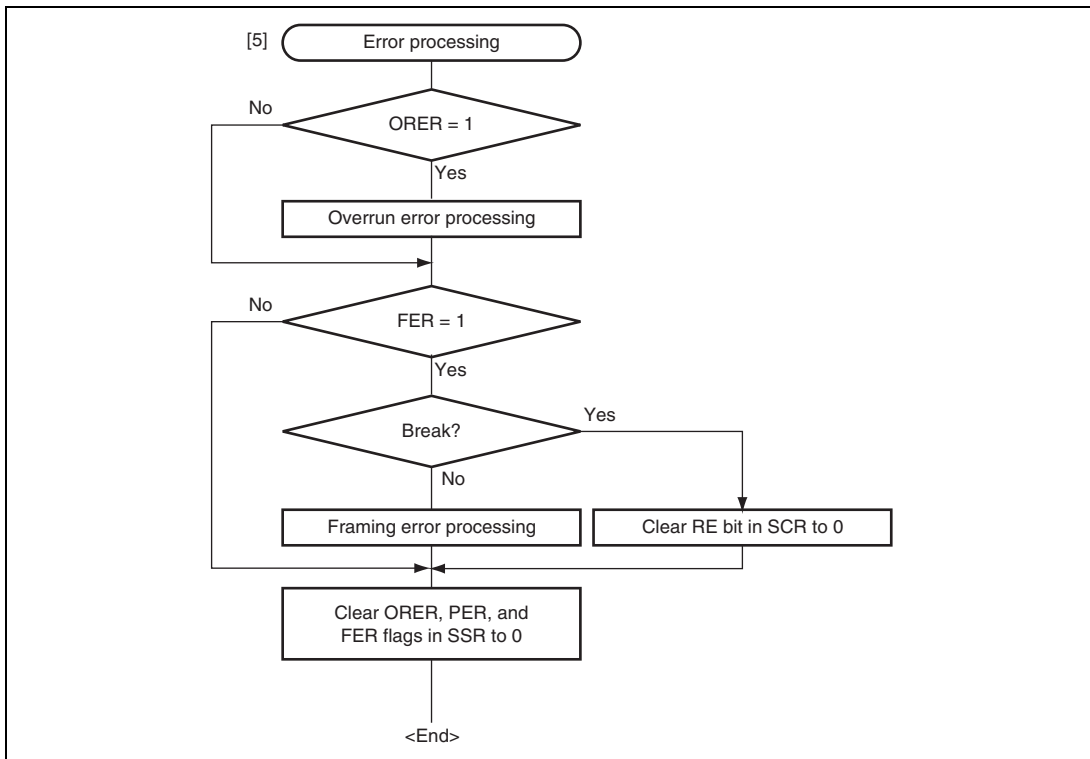 [5] Error processing
No
ORER = 1
Yes
Overrun error processing
No
FER = 1
Yes
Yes
Break?
No
Framing error processing
Clear RE bit in SCR to 0
Clear ORER, PER, and
FER flags in SSR to 0
<End>